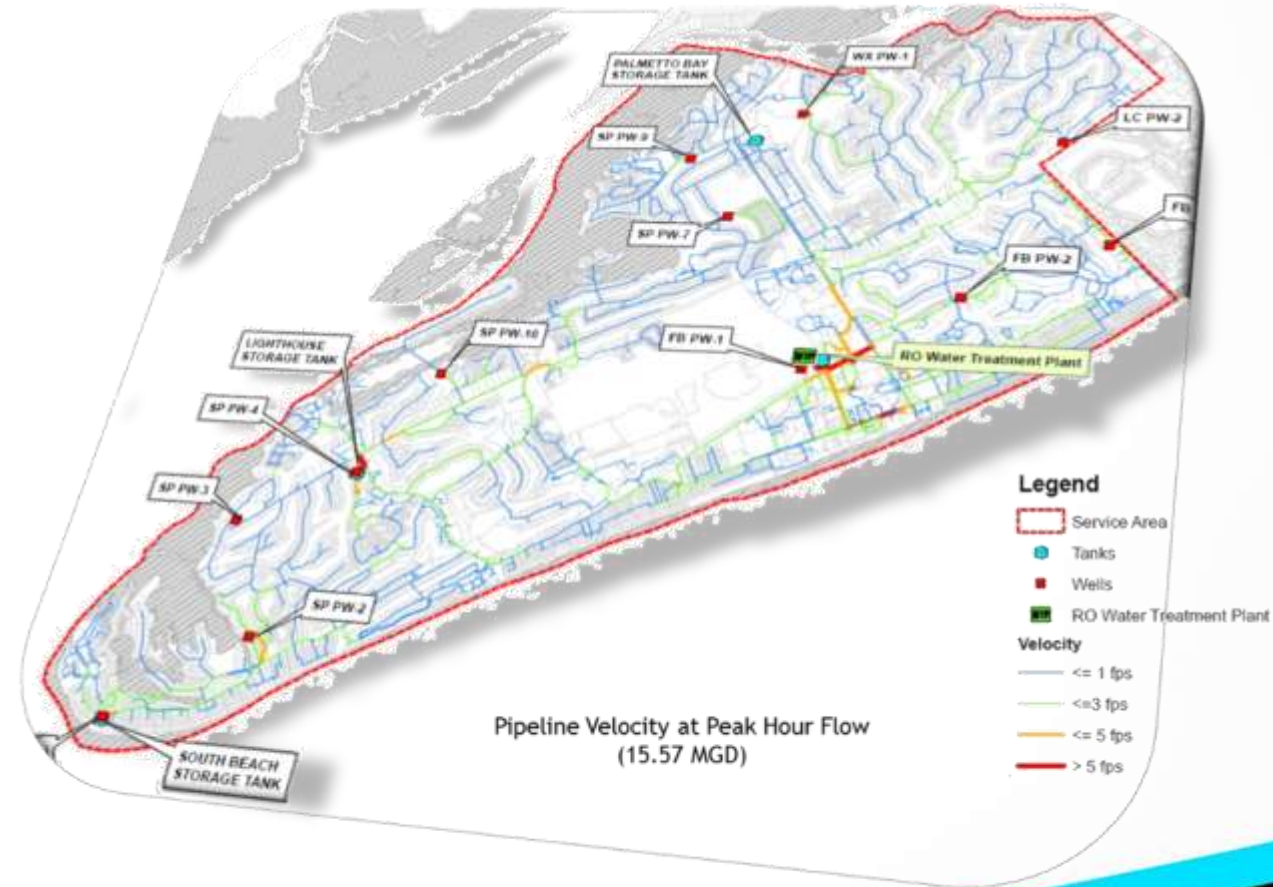 PALMETTO BAY
STORAGE TANK
WX PW-1
LC PW-2
SP PW-9
FB
SP PW-7
FB PW-2
LIGHTHOUSE
STORAGE TANK
SP PW-10
FB PW-1
RO Water Treatment Plant
SP PW-4
SP PW-3
SP PW-2
SOUTH BEACH
STORAGE TANK
Pipeline Velocity at Peak Hour Flow
(15.57 MGD)
Legend
Service Area
Tanks
Wells
WTP RO Water Treatment Plant
Velocity
<= 1 fps
<=3 fps
<= 5 fps
> 5 fps